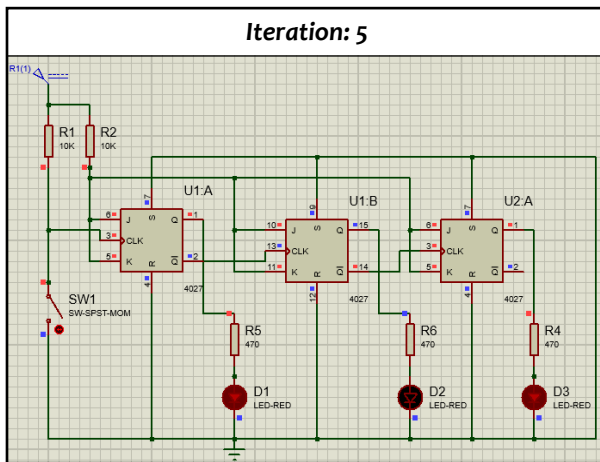 Iteration: 5
R1(1)
R1
10K
R2
10K
U1:A
7
S
6
J
Q
1
3
CLK
5
K
Q
2
R
4
4027
U1:B
9
S
10
J
Q
15
13
CLK
11
K
Q
14
R
12
4027
U2:A
7
S
6
J
Q
1
3
CLK
5
K
Q
2
R
4
4027
SW1
SW-SPST-MOM
R5
470
R6
470
R4
470
D1
LED-RED
D2
LED-RED
D3
LED-RED